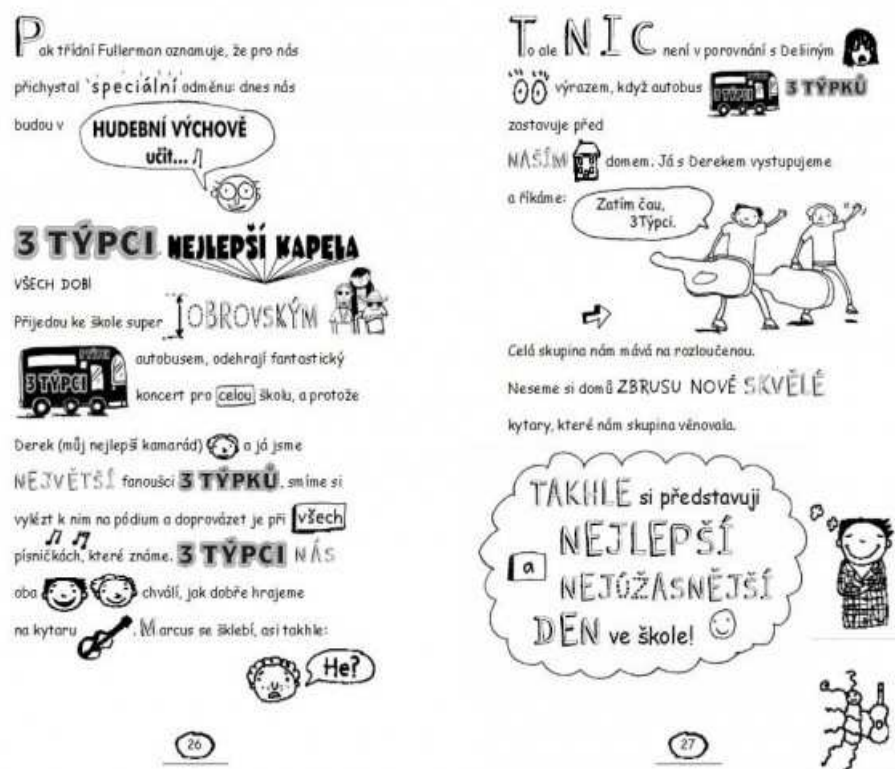 Pak třídní Fullerman oznamuje, že pro nás
přichystal speciální odměnu: dnes nás
budou v HUDEBNÍ VÝCHOVĚ
učit...
3 TÝPCI NEJLEPŠÍ KAPELA
VŠECH DOB!
Přijedou ke škole super OBROVSKÝM
3 TÝPCI autobusem, odehrají fantastický
koncert pro celou školu, a protože
Derek (můj nejlepší kamarád) a já jsme
NEJVĚTŠÍ fanoušci 3 TÝPKŮ, smíme si
vylézt k nim na pódium a doprovázet je při všech
písničkách, které známe. 3 TÝPCI NÁS
oba chválí, jak dobře hrajeme
na kytaru. Marcus se šklebí, asi takhle:
He?
26
To ale NIC není v porovnání s Deliiným
výrazem, když autobus 3 TÝPCI 3 TÝPKŮ
zastavuje před
NAŠÍM domem. Já s Derekem vystupujeme
a říkáme: Zatím čau,
3Týpci.
Celá skupina nám mává na rozloučenou.
Neseme si domů ZBRUSU NOVÉ SKVĚLÉ
kytary, které nám skupina věnovala.
TAKHLE si představuji
NEJLEPŠÍ
a NEJÚŽASNĚJŠÍ
DEN ve škole!
27